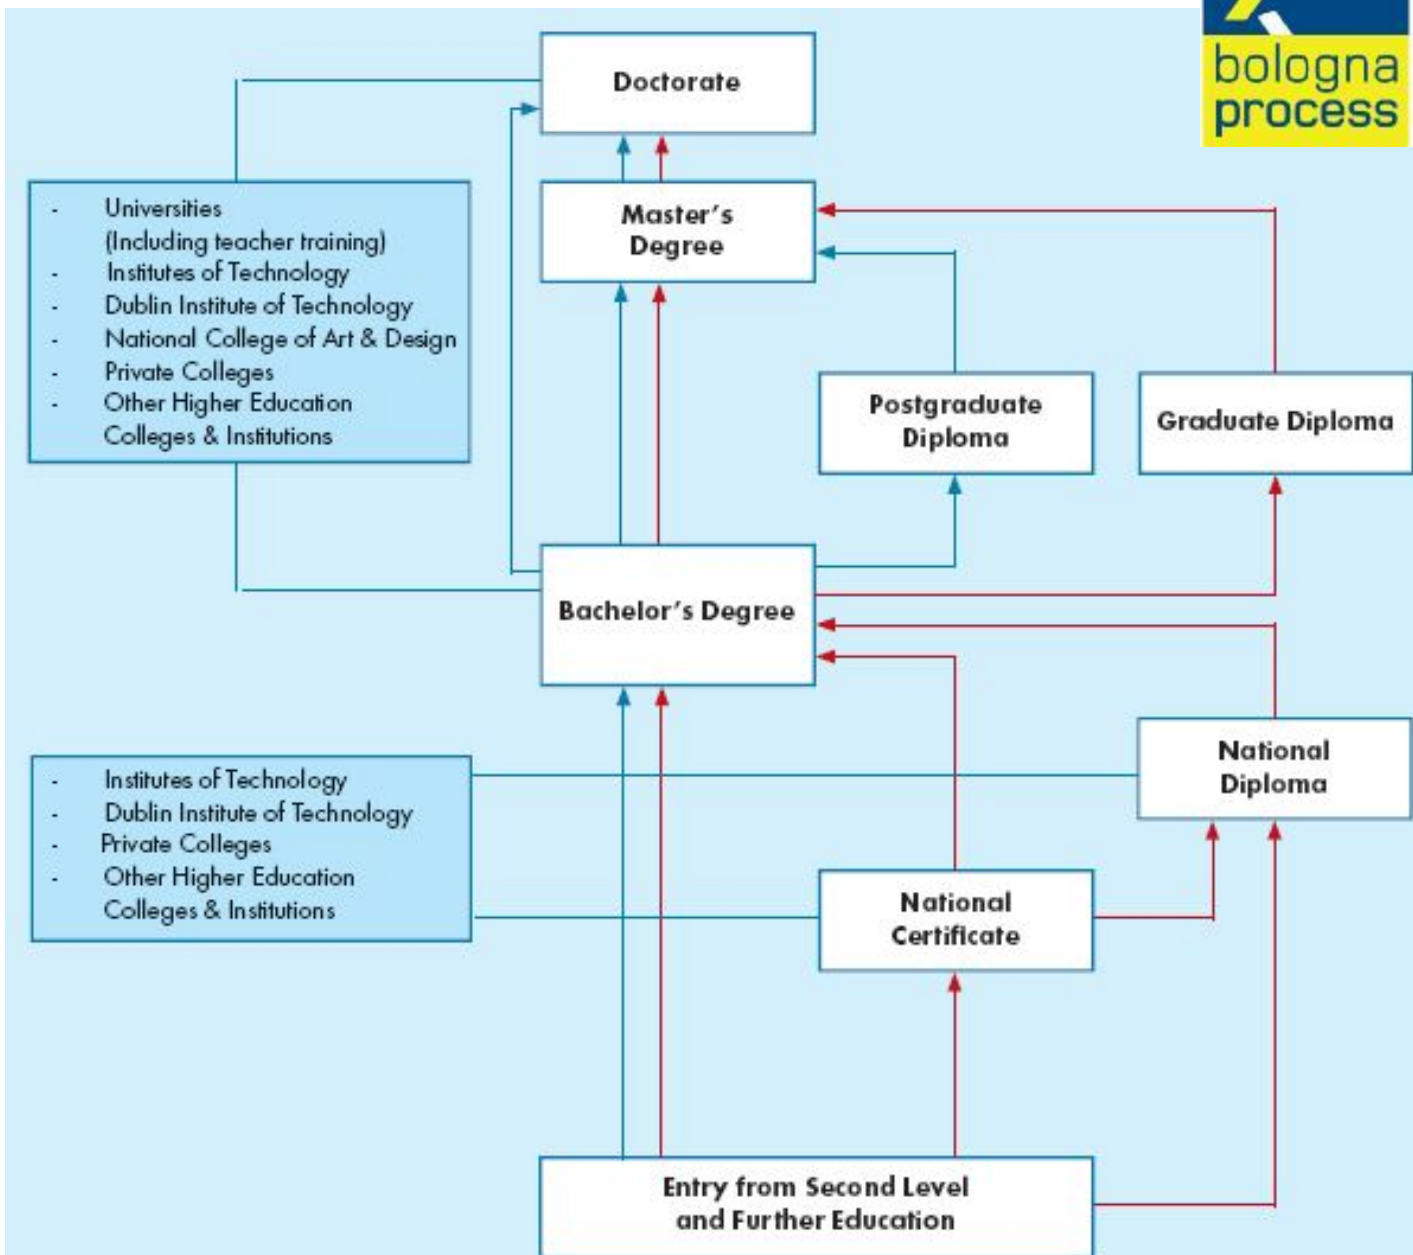 bologna
process
Doctorate
Master's
Degree
- Universities
(Including teacher training)
- Institutes of Technology
- Dublin Institute of Technology
- National College of Art & Design
- Private Colleges
- Other Higher Education
Colleges & Institutions
Postgraduate
Diploma
Graduate Diploma
Bachelor's Degree
National
Diploma
- Institutes of Technology
- Dublin Institute of Technology
- Private Colleges
- Other Higher Education
Colleges & Institutions
National
Certificate
Entry from Second Level
and Further Education